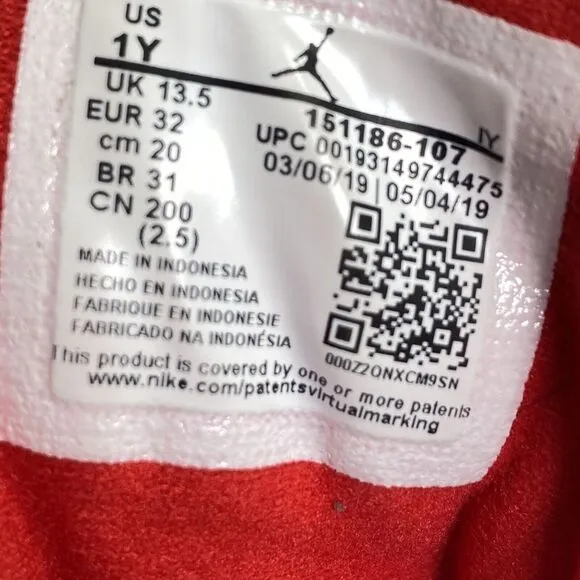 US
1Y
UK 13.5
EUR 32
cm 20
BR 31
CN 200
(2.5)
1Y
151186-107
UPC 00193149744475
03/06/19 | 05/04/19
MADE IN INDONESIA
HECHO EN INDONESIA
FABRIQUE EN INDONESIE
FABRICADO NA INDONÉSIA
000Z2QNXCM9SN
This product is covered by one or more patents
www.nike.com/patentsvirtualmarking